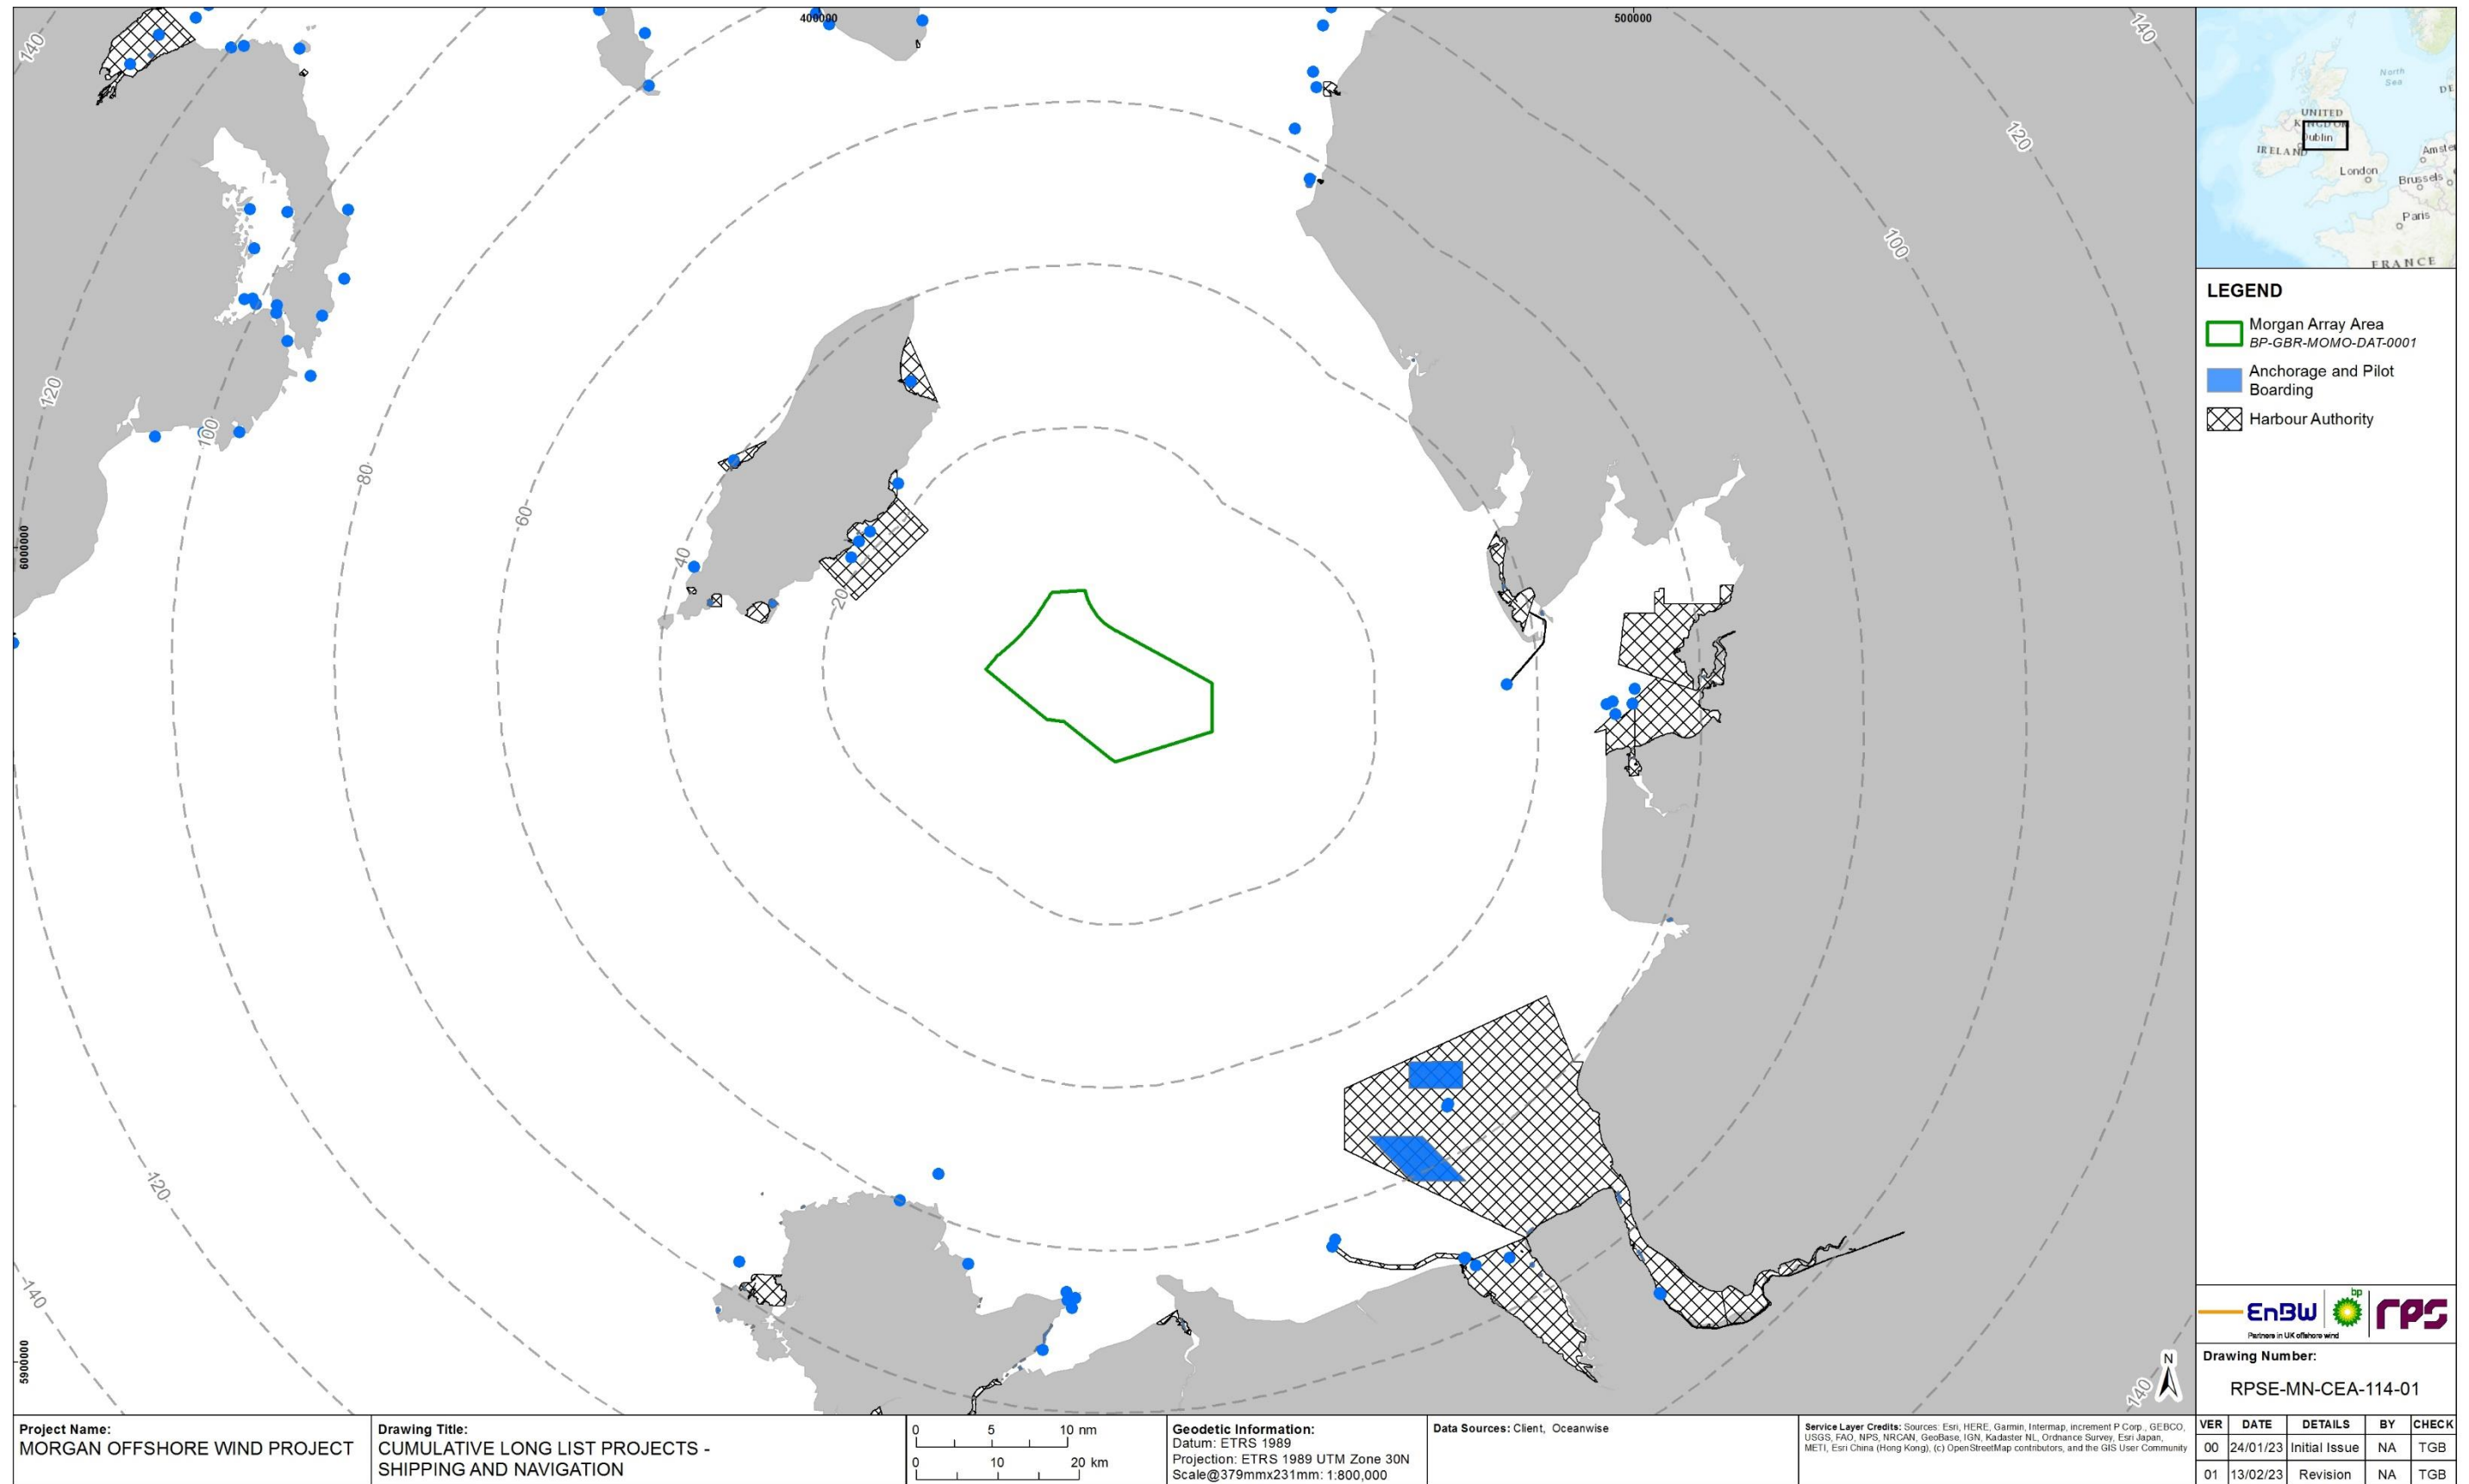 400000
500000
140
140
120
100
120
100
80
60
40
20
120
140
140
6000000
5900000
North
Sea
DE
UNITED
KINGDOM
Dublin
IRELAND
Amste
London
Brussels
Paris
FRANCE
LEGEND
Morgan Array Area
BP-GBR-MOMO-DAT-0001
Anchorage and Pilot
Boarding
Harbour Authority
EnBW
bp
rps
Partners in UK offshore wind
Drawing Number:
RPSE-MN-CEA-114-01
N
Project Name:
MORGAN OFFSHORE WIND PROJECT
Drawing Title:
CUMULATIVE LONG LIST PROJECTS -
SHIPPING AND NAVIGATION
0 5 10 nm
0 10 20 km
Geodetic Information:
Datum: ETRS 1989
Projection: ETRS 1989 UTM Zone 30N
Scale@379mmx231mm: 1:800,000
Data Sources: Client, Oceanwise
Service Layer Credits: Sources: Esri, HERE, Garmin, Intermap, increment P Corp., GEBCO,
USGS, FAO, NPS, NRCAN, GeoBase, IGN, Kadaster NL, Ordnance Survey, Esri Japan,
METI, Esri China (Hong Kong), (c) OpenStreetMap contributors, and the GIS User Community
VER DATE DETAILS BY CHECK
00 24/01/23 Initial Issue NA TGB
01 13/02/23 Revision NA TGB